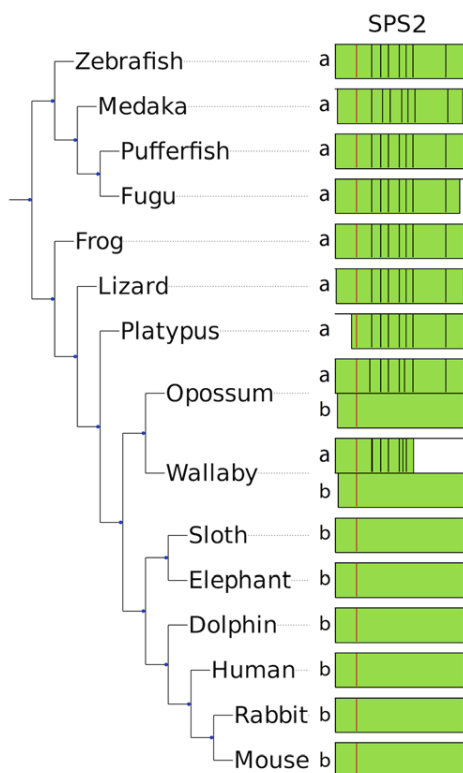 SPS2
Zebrafish a
Medaka a
Pufferfish a
Fugu a
Frog a
Lizard a
Platypus a
Opossum a
b
Wallaby a
b
Sloth b
Elephant b
Dolphin b
Human b
Rabbit b
Mouse b